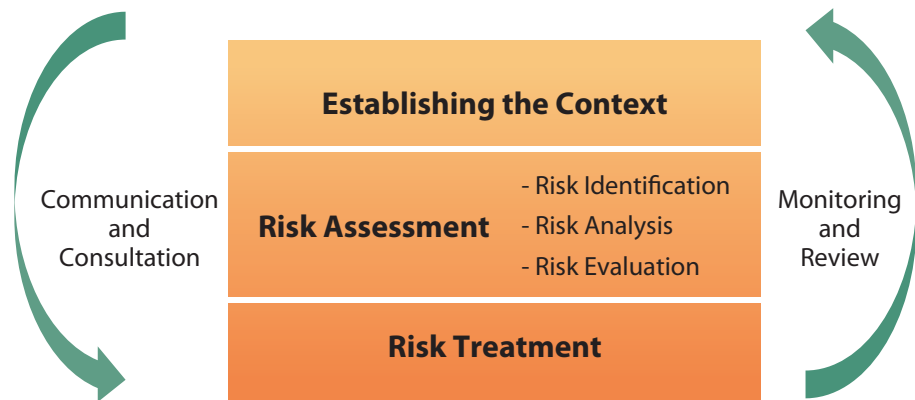 Establishing the Context
Communication
and
Consultation
Risk Assessment
- Risk Identification
- Risk Analysis
- Risk Evaluation
Monitoring
and
Review
Risk Treatment